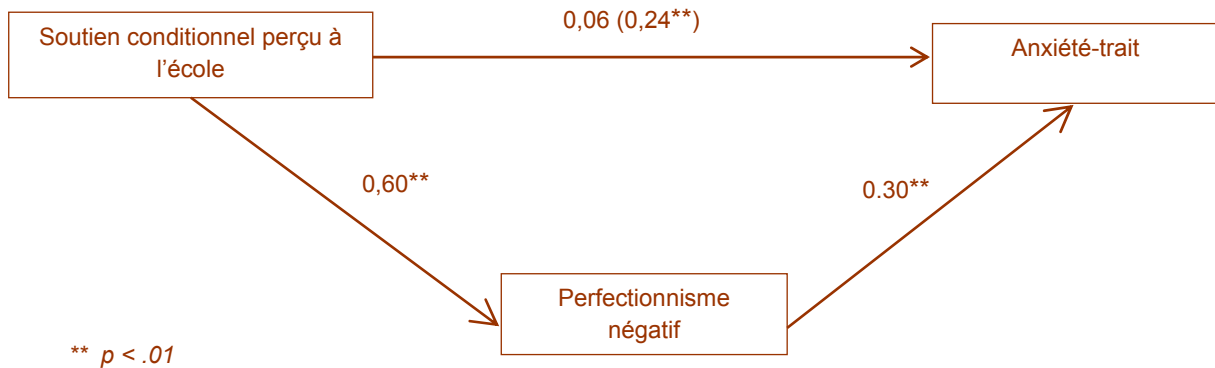 0,06 (0,24**)
Soutien conditionnel perçu à
l’école
Anxiété-trait
0,60**
0.30**
Perfectionnisme
négatif
** p < .01